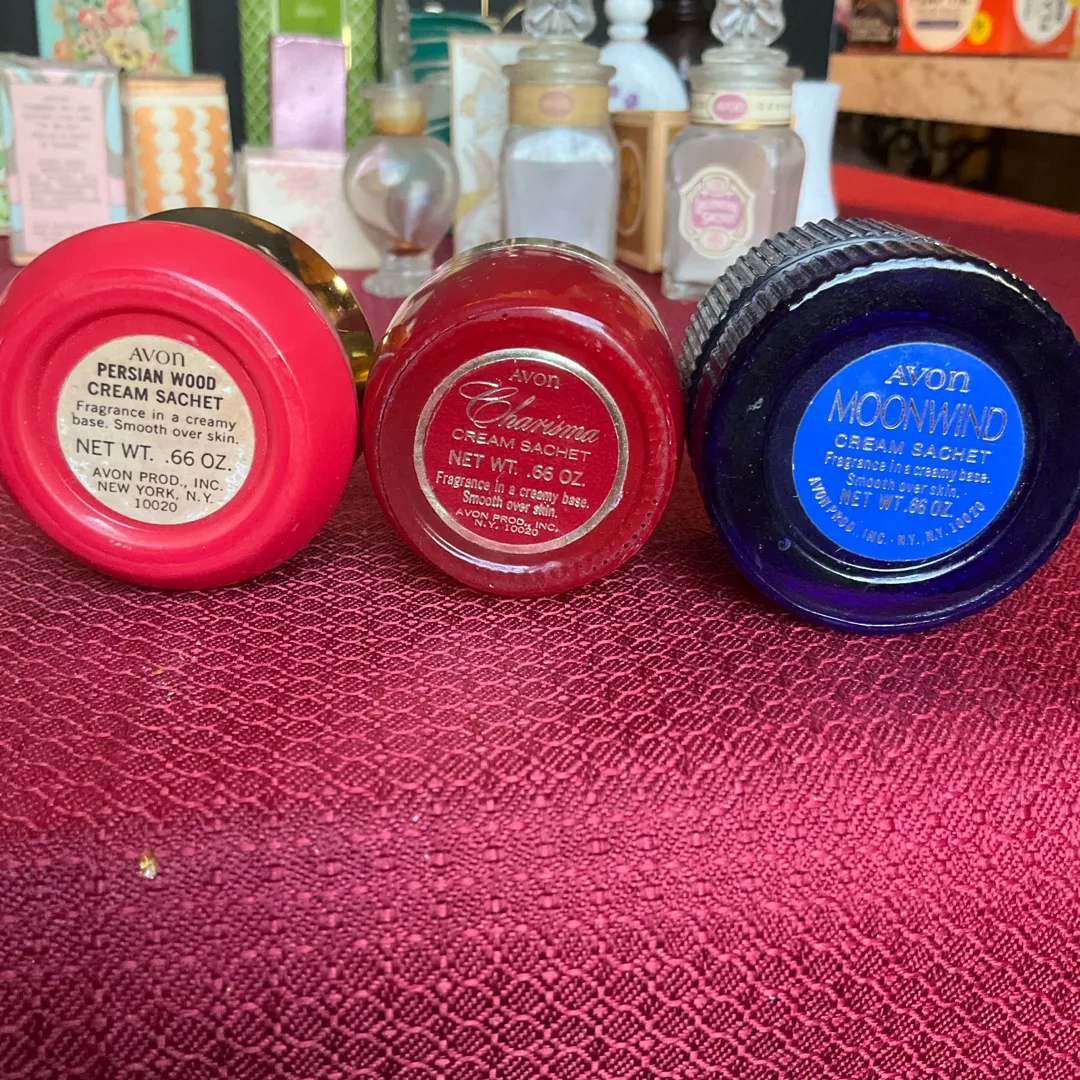 AVON
PERSIAN WOOD
CREAM SACHET
Fragrance in a creamy
base. Smooth over skin.
NET WT. .66 OZ.
AVON PROD., INC.
NEW YORK, N.Y.
10020
AVON
Charisma
CREAM SACHET
NET WT. .66 OZ.
Fragrance in a creamy base.
Smooth over skin.
AVON PROD., INC.
N.Y. 10020
AVON
MOONWIND
CREAM SACHET
Fragrance in a creamy base.
Smooth over skin.
NET WT .66 OZ.
AVON PROD., INC. · N.Y., N.Y. 10020